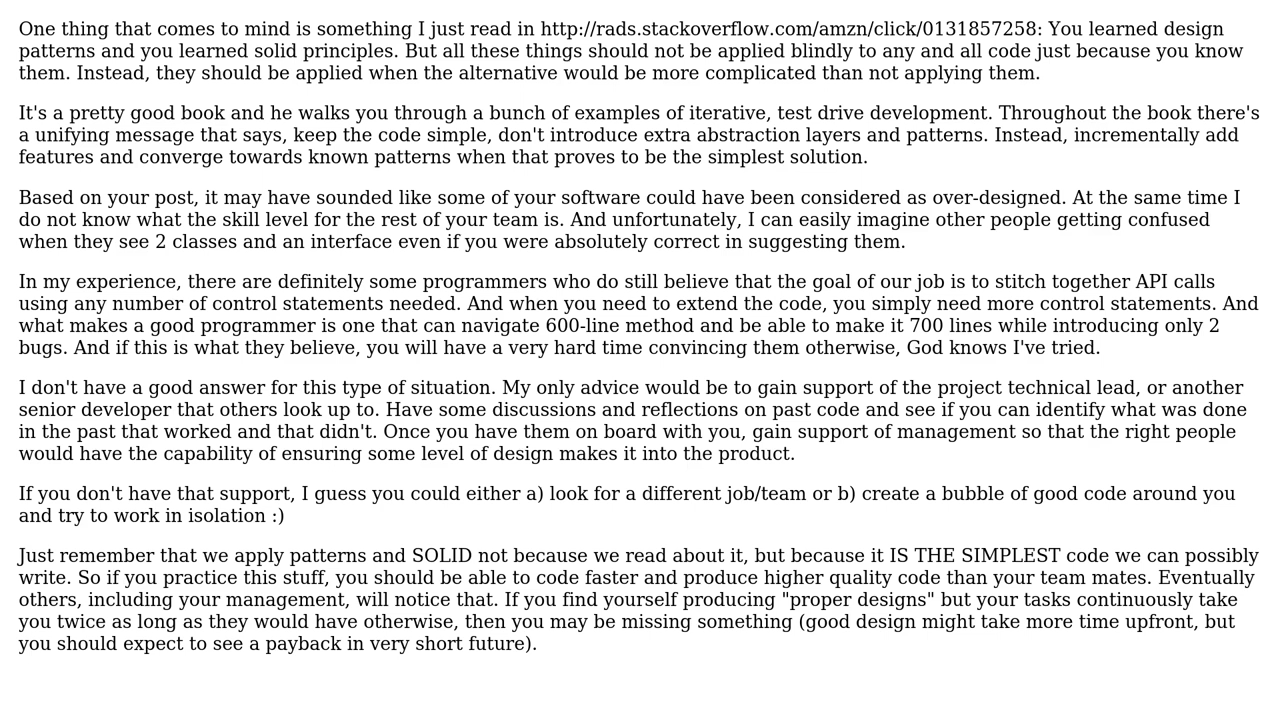 One thing that comes to mind is something I just read in http://rads.stackoverflow.com/amzn/click/0131857258: You learned design
patterns and you learned solid principles. But all these things should not be applied blindly to any and all code just because you know
them. Instead, they should be applied when the alternative would be more complicated than not applying them.
It's a pretty good book and he walks you through a bunch of examples of iterative, test drive development. Throughout the book there's
a unifying message that says, keep the code simple, don't introduce extra abstraction layers and patterns. Instead, incrementally add
features and converge towards known patterns when that proves to be the simplest solution.
Based on your post, it may have sounded like some of your software could have been considered as over-designed. At the same time I
do not know what the skill level for the rest of your team is. And unfortunately, I can easily imagine other people getting confused
when they see 2 classes and an interface even if you were absolutely correct in suggesting them.
In my experience, there are definitely some programmers who do still believe that the goal of our job is to stitch together API calls
using any number of control statements needed. And when you need to extend the code, you simply need more control statements. And
what makes a good programmer is one that can navigate 600-line method and be able to make it 700 lines while introducing only 2
bugs. And if this is what they believe, you will have a very hard time convincing them otherwise, God knows I've tried.
I don't have a good answer for this type of situation. My only advice would be to gain support of the project technical lead, or another
senior developer that others look up to. Have some discussions and reflections on past code and see if you can identify what was done
in the past that worked and that didn't. Once you have them on board with you, gain support of management so that the right people
would have the capability of ensuring some level of design makes it into the product.
If you don't have that support, I guess you could either a) look for a different job/team or b) create a bubble of good code around you
and try to work in isolation :)
Just remember that we apply patterns and SOLID not because we read about it, but because it IS THE SIMPLEST code we can possibly
write. So if you practice this stuff, you should be able to code faster and produce higher quality code than your team mates. Eventually
others, including your management, will notice that. If you find yourself producing "proper designs" but your tasks continuously take
you twice as long as they would have otherwise, then you may be missing something (good design might take more time upfront, but
you should expect to see a payback in very short future).